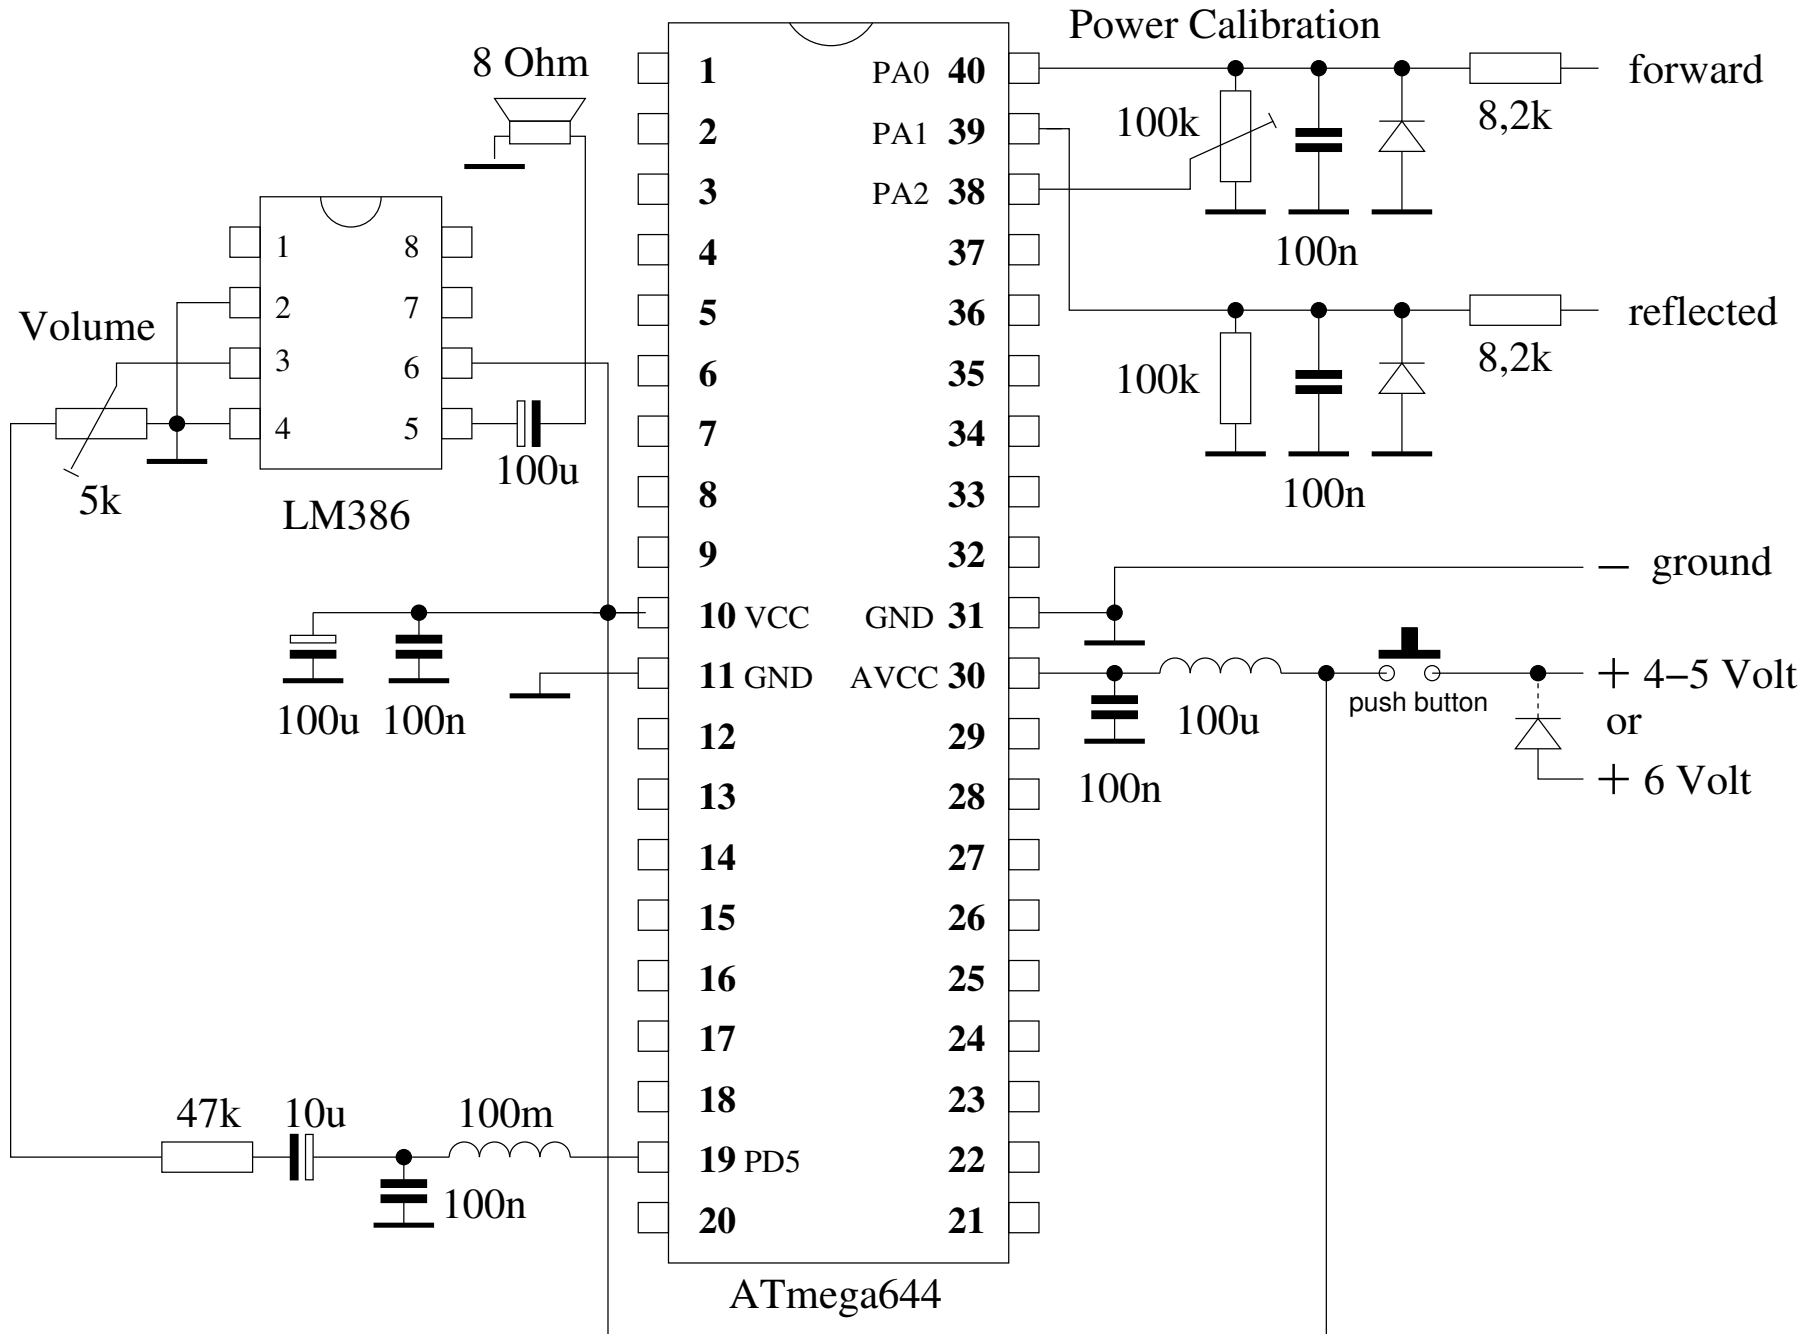 Power Calibration
8 Ohm
1 PA0 40
forward
8,2k
100k
2 PA1 39
3 PA2 38
100n
4 37
5 36
reflected
8,2k
100k
6 35
7 34
100n
8 33
9 32
1 8
2 7
3 6
4 5
Volume
5k
100u
LM386
10 VCC GND 31
− ground
11 GND AVCC 30
+ 4−5 Volt
push button
or
+ 6 Volt
100u 100n
100u
100n
12 29
13 28
14 27
15 26
16 25
17 24
18 23
47k 10u 100m
19 PD5 22
100n
20 21
ATmega644